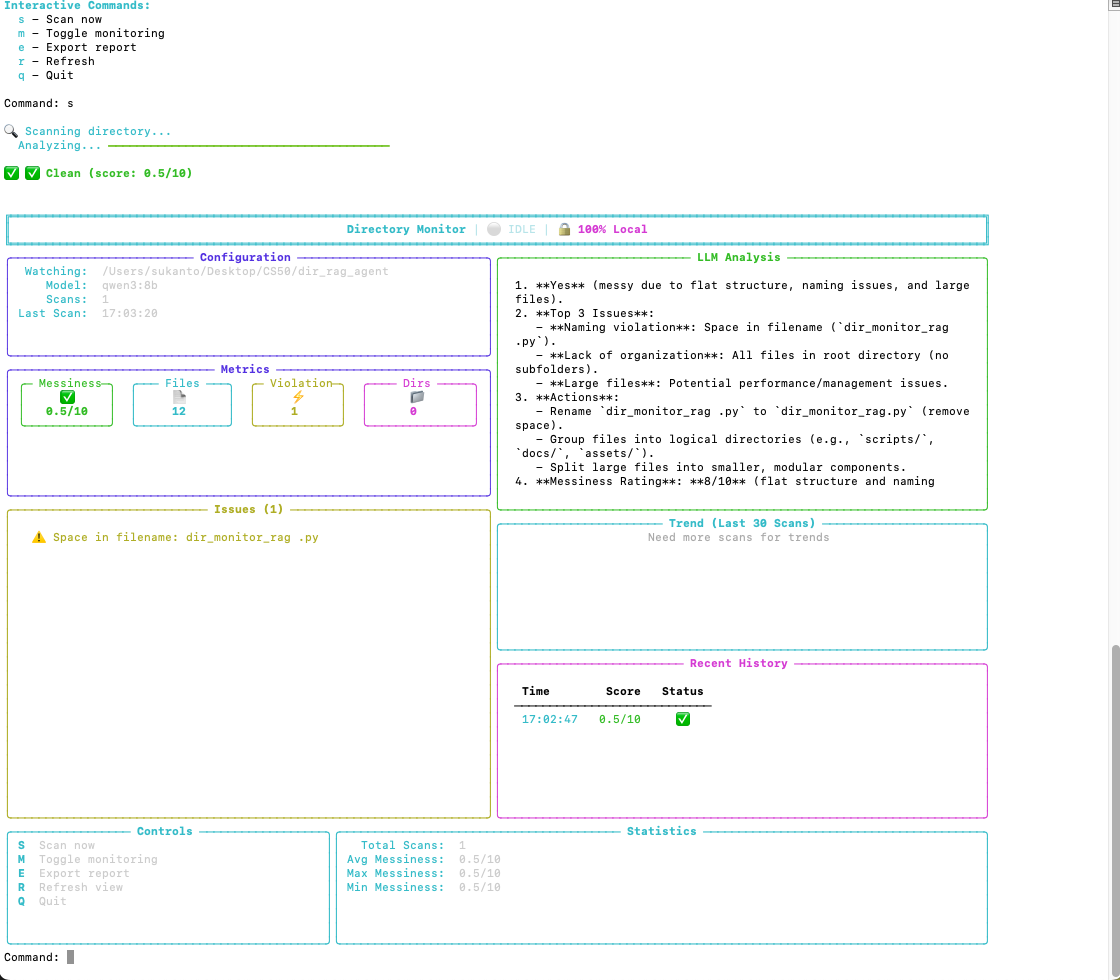 Interactive Commands:
s – Scan now
m – Toggle monitoring
e – Export report
r – Refresh
q – Quit
Command: s
Scanning directory...
Analyzing...
Clean (score: 0.5/10)
Directory Monitor | IDLE | 100% Local
Configuration
Watching: /Users/sukanto/Desktop/CS50/dir_rag_agent
Model: qwen3:8b
Scans: 1
Last Scan: 17:03:20
Metrics
Messiness
0.5/10
Files
12
Violation
1
Dirs
0
Issues (1)
Space in filename: dir_monitor_rag .py
LLM Analysis
1. **Yes** (messy due to flat structure, naming issues, and large
files).
2. **Top 3 Issues**:
– **Naming violation**: Space in filename (`dir_monitor_rag
.py`).
– **Lack of organization**: All files in root directory (no
subfolders).
– **Large files**: Potential performance/management issues.
3. **Actions**:
– Rename `dir_monitor_rag .py` to `dir_monitor_rag.py` (remove
space).
– Group files into logical directories (e.g., `scripts/`,
`docs/`, `assets/`).
– Split large files into smaller, modular components.
4. **Messiness Rating**: **8/10** (flat structure and naming
Trend (Last 30 Scans)
Need more scans for trends
Recent History
Time Score Status
17:02:47 0.5/10
Controls
S Scan now
M Toggle monitoring
E Export report
R Refresh view
Q Quit
Statistics
Total Scans: 1
Avg Messiness: 0.5/10
Max Messiness: 0.5/10
Min Messiness: 0.5/10
Command: